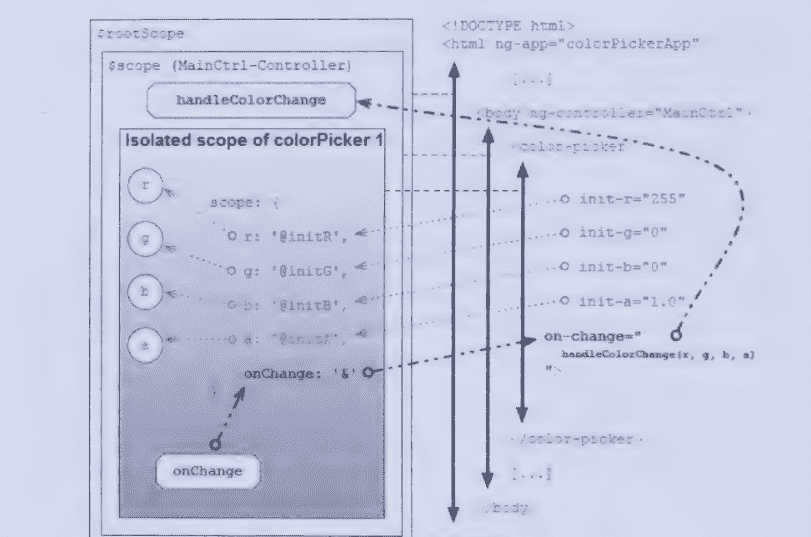 $rootScope
$scope (MainCtrl-Controller)
handleColorChange
Isolated scope of colorPicker 1
r
g
b
a
scope: {
r: '@initR',
g: '@initG',
b: '@initB',
a: '@initA',
onChange: '&'
}
onChange
<!DOCTYPE html>
<html ng-app="colorPickerApp"
[...]
body ng-controller="MainCtrl"
color-picker
init-r="255"
init-g="0"
init-b="0"
init-a="1.0"
on-change="
handleColorChange(r, g, b, a)
"
/color-picker
[...]
/body